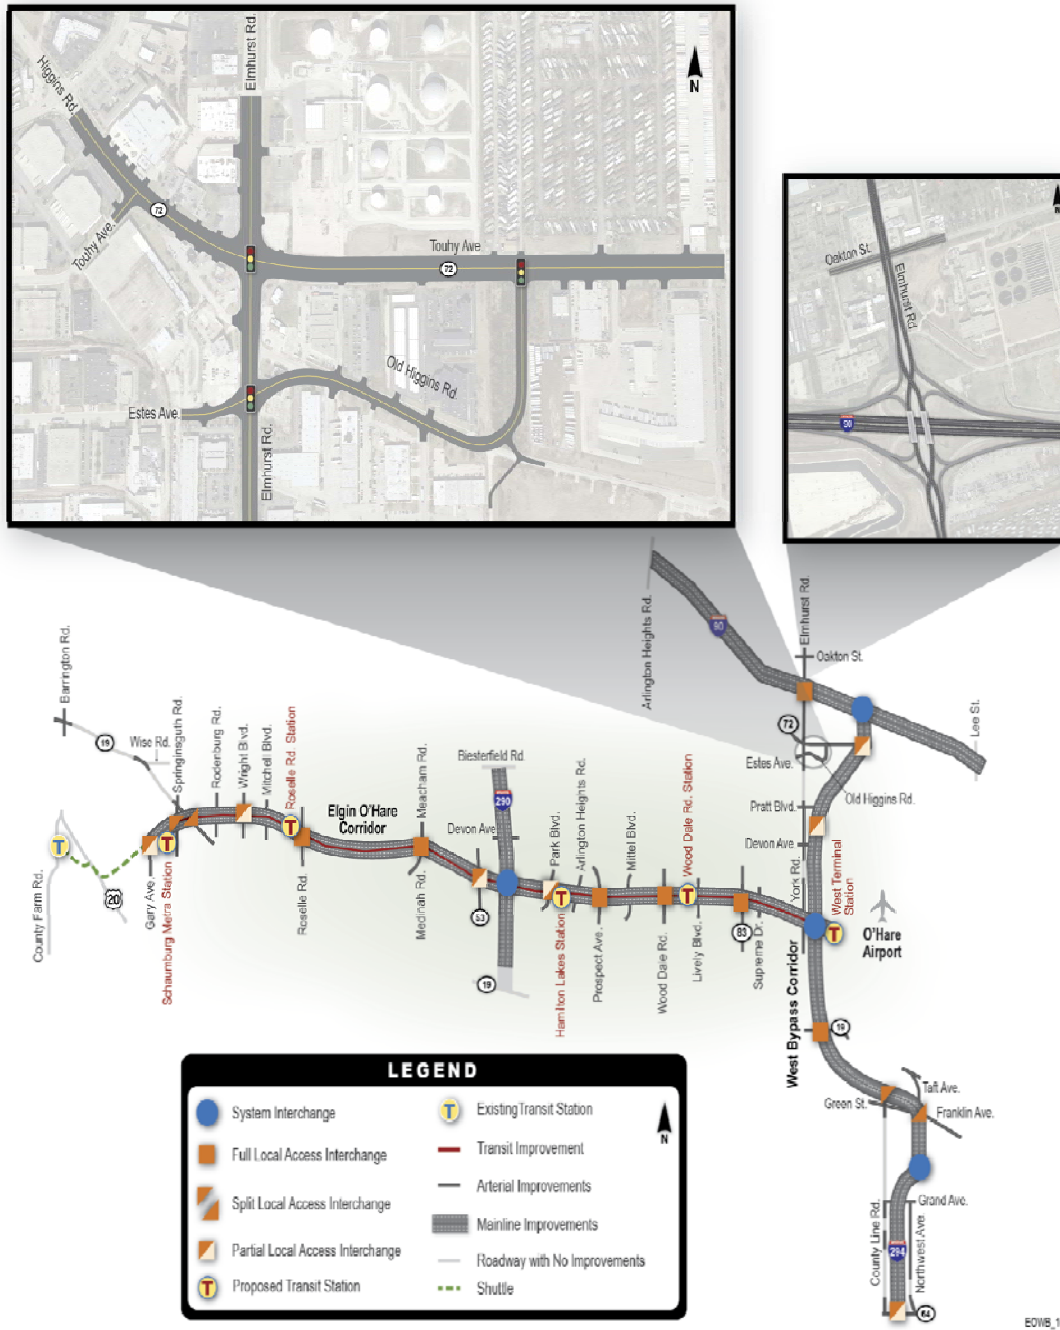 Higgins Rd.
Elmhurst Rd.
N
72
Touhy Ave.
Touhy Ave
72
Old Higgins Rd.
Estes Ave.
Elmhurst Rd.
Oakton St.
Elmhurst Rd.
90
Arlington Heights Rd.
90
Elmhurst Rd.
Oakton St.
Lee St.
72
Estes Ave.
Old Higgins Rd.
Pratt Blvd.
Devon Ave.
York Rd.
West Terminal
Station
O'Hare
Airport
Barrington Rd.
19
Wise Rd.
Springinsguth Rd.
Rodenburg Rd.
Wright Blvd.
Mitchell Blvd.
Roselle Rd. Station
Elgin O'Hare
Corridor
Meacham Rd.
Biesterfield Rd.
290
Devon Ave
Park Blvd.
Arlington Heights Rd.
Mittel Blvd.
Wood Dale Rd. Station
County Farm Rd.
20
Gary Ave.
Schaumburg Metra Station
Roselle Rd.
Medinah Rd.
53
19
Hamilton Lakes Station
Prospect Ave.
Wood Dale Rd.
Lively Blvd.
83
Supreme Dr.
West Bypass Corridor
19
Taft Ave.
Green St.
Franklin Ave.
Grand Ave.
County Line Rd.
294
Northwest Ave.
64
LEGEND
System Interchange
Full Local Access Interchange
Split Local Access Interchange
Partial Local Access Interchange
T Proposed Transit Station
T Existing Transit Station
Transit Improvement
Arterial Improvements
Mainline Improvements
Roadway with No Improvements
Shuttle
N
EOWB_1